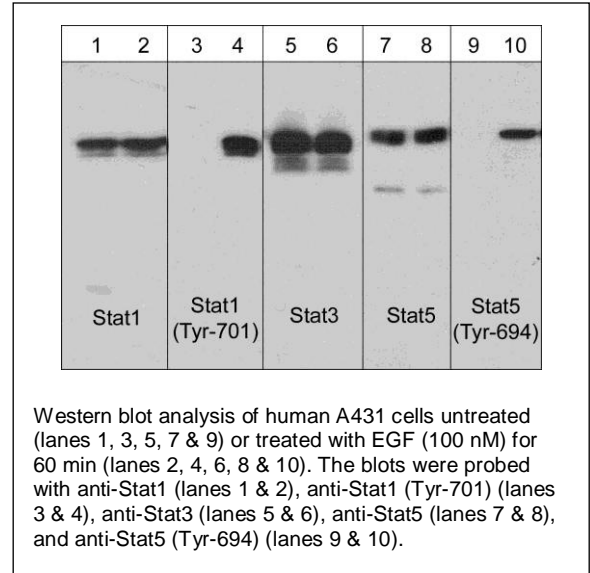 1 2 3 4 5 6 7 8 9 10
Stat1 Stat1 (Tyr-701) Stat3 Stat5 Stat5 (Tyr-694)
Western blot analysis of human A431 cells untreated
(lanes 1, 3, 5, 7 & 9) or treated with EGF (100 nM) for
60 min (lanes 2, 4, 6, 8 & 10). The blots were probed
with anti-Stat1 (lanes 1 & 2), anti-Stat1 (Tyr-701) (lanes
3 & 4), anti-Stat3 (lanes 5 & 6), anti-Stat5 (lanes 7 & 8),
and anti-Stat5 (Tyr-694) (lanes 9 & 10).